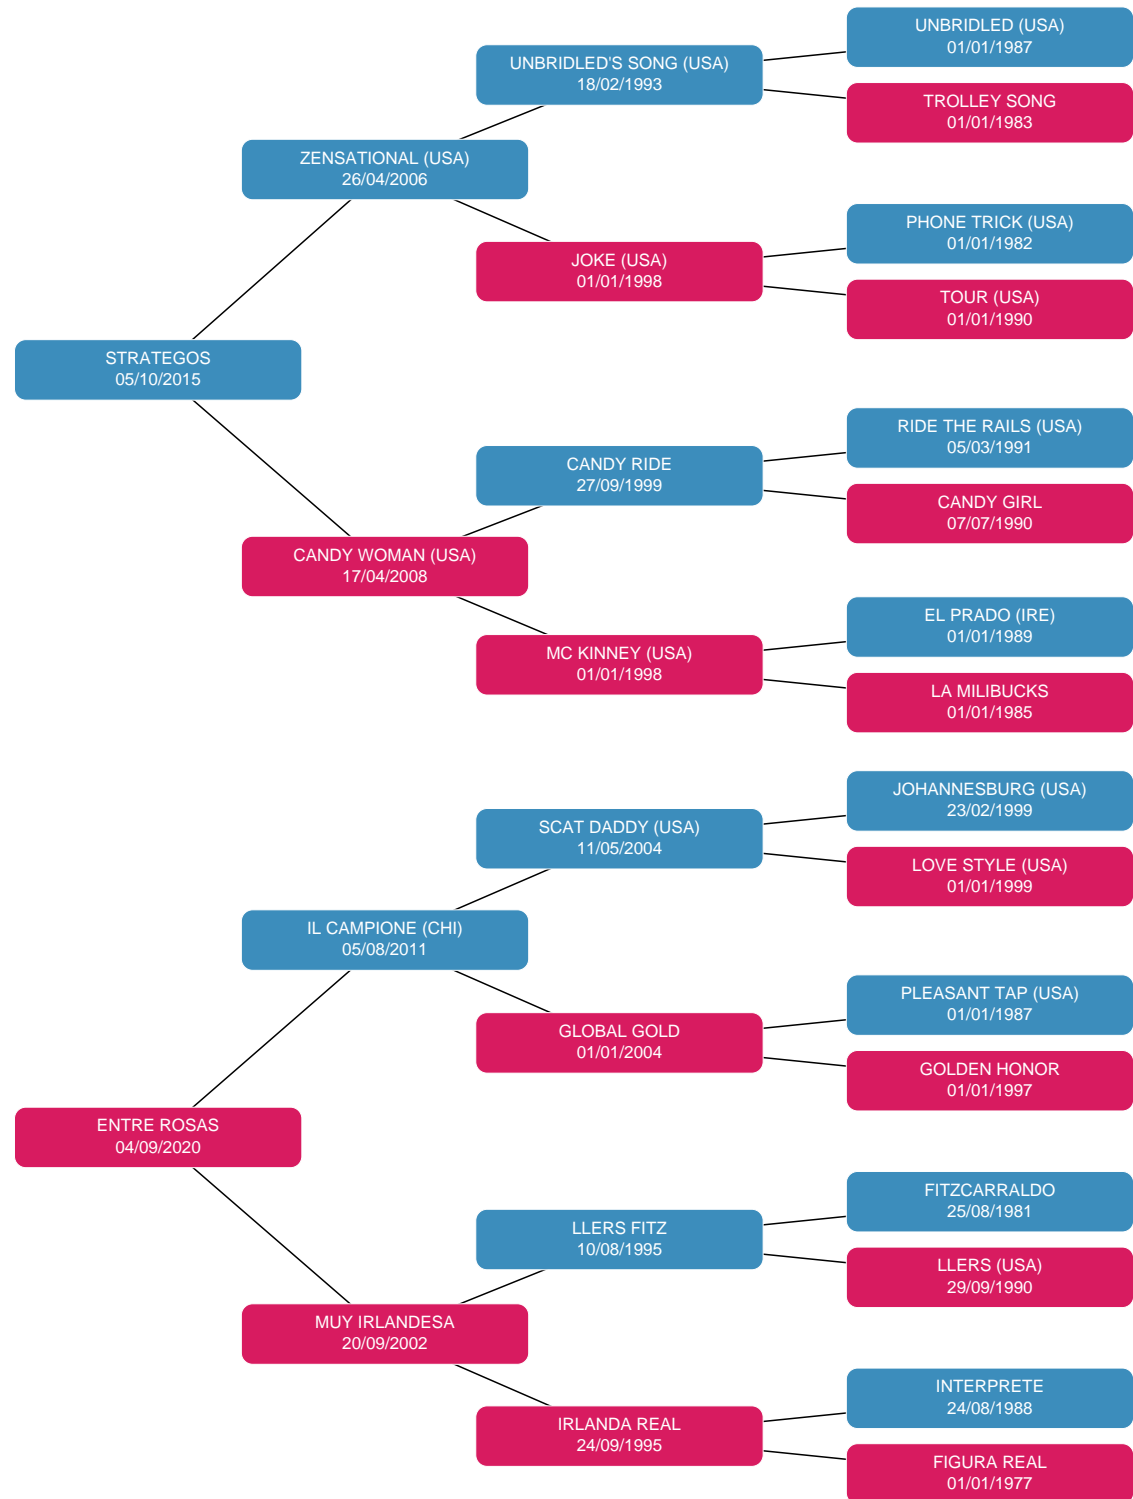 UNBRIDLED (USA)
01/01/1987
UNBRIDLED'S SONG (USA)
18/02/1993
TROLLEY SONG
01/01/1983
ZENSATIONAL (USA)
26/04/2006
PHONE TRICK (USA)
01/01/1982
JOKE (USA)
01/01/1998
TOUR (USA)
01/01/1990
STRATEGOS
05/10/2015
RIDE THE RAILS (USA)
05/03/1991
CANDY RIDE
27/09/1999
CANDY GIRL
07/07/1990
CANDY WOMAN (USA)
17/04/2008
EL PRADO (IRE)
01/01/1989
MC KINNEY (USA)
01/01/1998
LA MILIBUCKS
01/01/1985
JOHANNESBURG (USA)
23/02/1999
SCAT DADDY (USA)
11/05/2004
LOVE STYLE (USA)
01/01/1999
IL CAMPIONE (CHI)
05/08/2011
PLEASANT TAP (USA)
01/01/1987
GLOBAL GOLD
01/01/2004
GOLDEN HONOR
01/01/1997
ENTRE ROSAS
04/09/2020
FITZCARRALDO
25/08/1981
LLERS FITZ
10/08/1995
LLERS (USA)
29/09/1990
MUY IRLANDESA
20/09/2002
INTERPRETE
24/08/1988
IRLANDA REAL
24/09/1995
FIGURA REAL
01/01/1977